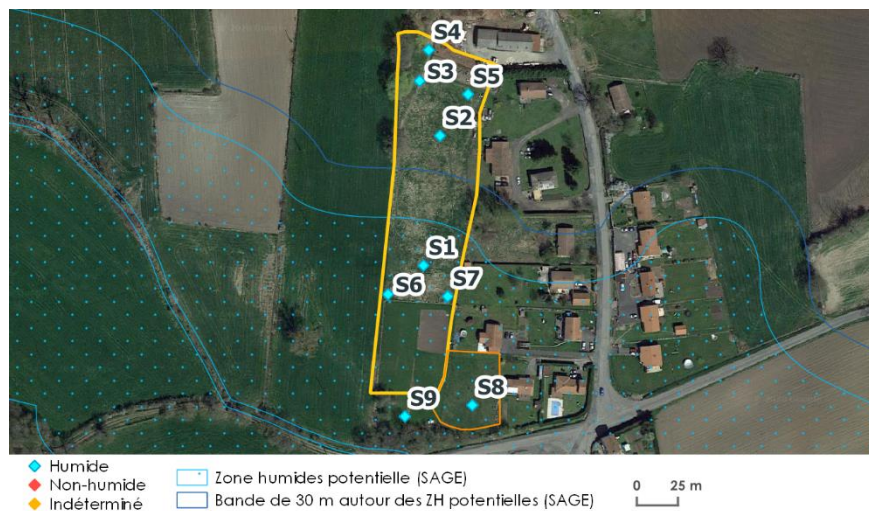 S4
S3
S5
S2
S1
S6
S7
S8
S9
Humide
Non-humide
Indéterminé
Zone humides potentielle (SAGE)
Bande de 30 m autour des ZH potentielles (SAGE)
0 25 m